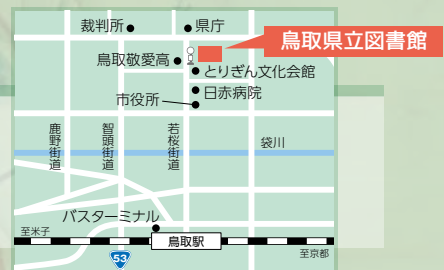 裁判所
県庁
鳥取県立図書館
鳥取敬愛高
とりぎん文化会館
日赤病院
市役所
鹿野街道
智頭街道
若桜街道
袋川
バスターミナル
至米子
鳥取駅
至京都
53